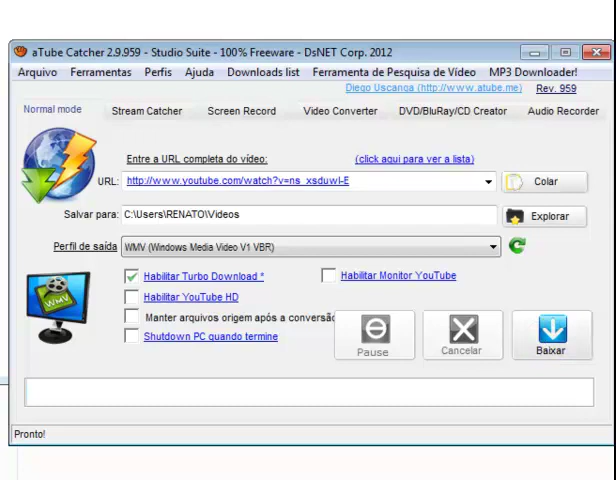 aTube Catcher 2.9.959 - Studio Suite - 100% Freeware - DsNET Corp. 2012
Arquivo Ferramentas Perfis Ajuda Downloads list Ferramenta de Pesquisa de Vídeo MP3 Downloader!
Diego Uscanga (http://www.atube.me) Rev. 959
Normal mode Stream Catcher Screen Record Video Converter DVD/BluRay/CD Creator Audio Recorder
Entre a URL completa do vídeo: (click aqui para ver a lista)
URL: http://www.youtube.com/watch?v=ns_xsduwl-E Colar
Salvar para: C:\Users\RENATO\Videos Explorar
Perfil de saída WMV (Windows Media Video V1 VBR)
Habilitar Turbo Download * Habilitar Monitor YouTube
Habilitar YouTube HD
Manter arquivos origem após a conversão
Shutdown PC quando termine
WMV
Pause Cancelar Baixar
Pronto!